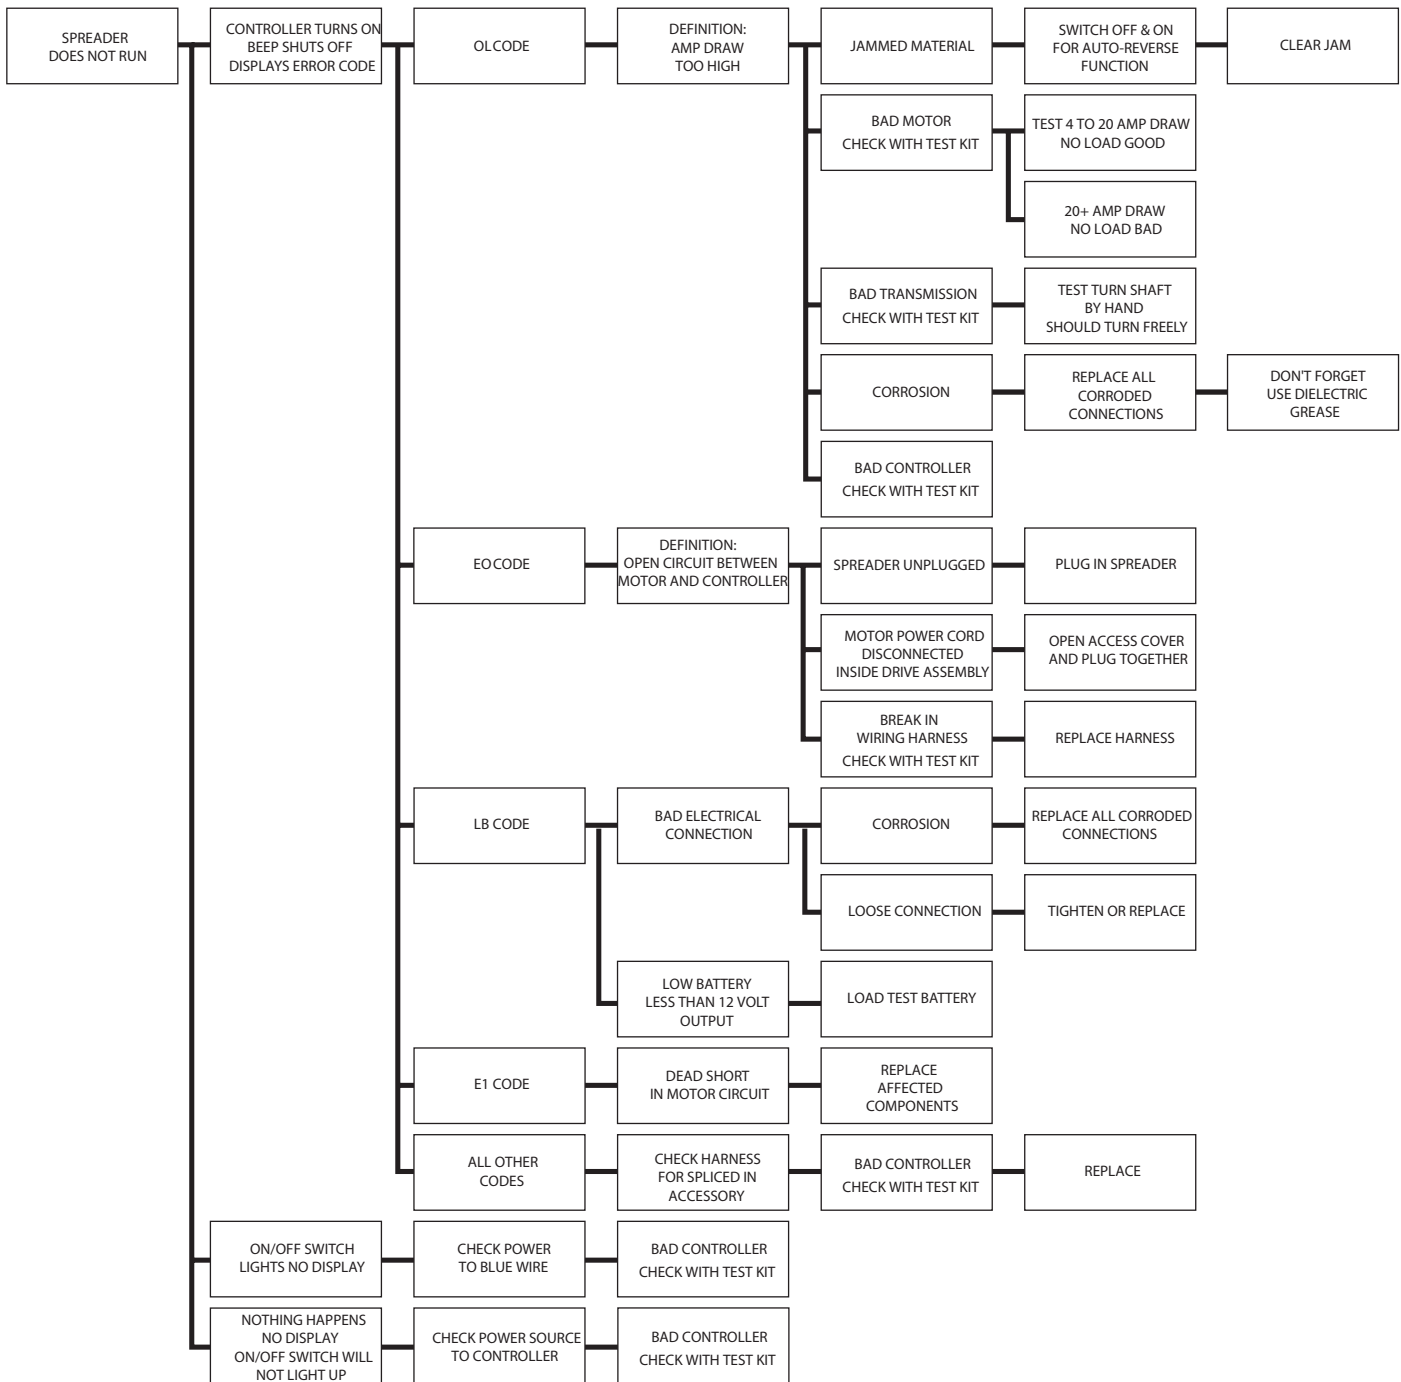 SPREADER
DOES NOT RUN
CONTROLLER TURNS ON
BEEP SHUTS OFF
DISPLAYS ERROR CODE
OL CODE
DEFINITION:
AMP DRAW
TOO HIGH
JAMMED MATERIAL
SWITCH OFF & ON
FOR AUTO-REVERSE
FUNCTION
CLEAR JAM
BAD MOTOR
CHECK WITH TEST KIT
TEST 4 TO 20 AMP DRAW
NO LOAD GOOD
20+ AMP DRAW
NO LOAD BAD
BAD TRANSMISSION
CHECK WITH TEST KIT
TEST TURN SHAFT
BY HAND
SHOULD TURN FREELY
CORROSION
REPLACE ALL
CORRODED
CONNECTIONS
DON'T FORGET
USE DIELECTRIC
GREASE
BAD CONTROLLER
CHECK WITH TEST KIT
EO CODE
DEFINITION:
OPEN CIRCUIT BETWEEN
MOTOR AND CONTROLLER
SPREADER UNPLUGGED
PLUG IN SPREADER
MOTOR POWER CORD
DISCONNECTED
INSIDE DRIVE ASSEMBLY
OPEN ACCESS COVER
AND PLUG TOGETHER
BREAK IN
WIRING HARNESS
CHECK WITH TEST KIT
REPLACE HARNESS
LB CODE
BAD ELECTRICAL
CONNECTION
CORROSION
REPLACE ALL CORRODED
CONNECTIONS
LOOSE CONNECTION
TIGHTEN OR REPLACE
LOW BATTERY
LESS THAN 12 VOLT
OUTPUT
LOAD TEST BATTERY
E1 CODE
DEAD SHORT
IN MOTOR CIRCUIT
REPLACE
AFFECTED
COMPONENTS
ALL OTHER
CODES
CHECK HARNESS
FOR SPLICED IN
ACCESSORY
BAD CONTROLLER
CHECK WITH TEST KIT
REPLACE
ON/OFF SWITCH
LIGHTS NO DISPLAY
CHECK POWER
TO BLUE WIRE
BAD CONTROLLER
CHECK WITH TEST KIT
NOTHING HAPPENS
NO DISPLAY
ON/OFF SWITCH WILL
NOT LIGHT UP
CHECK POWER SOURCE
TO CONTROLLER
BAD CONTROLLER
CHECK WITH TEST KIT